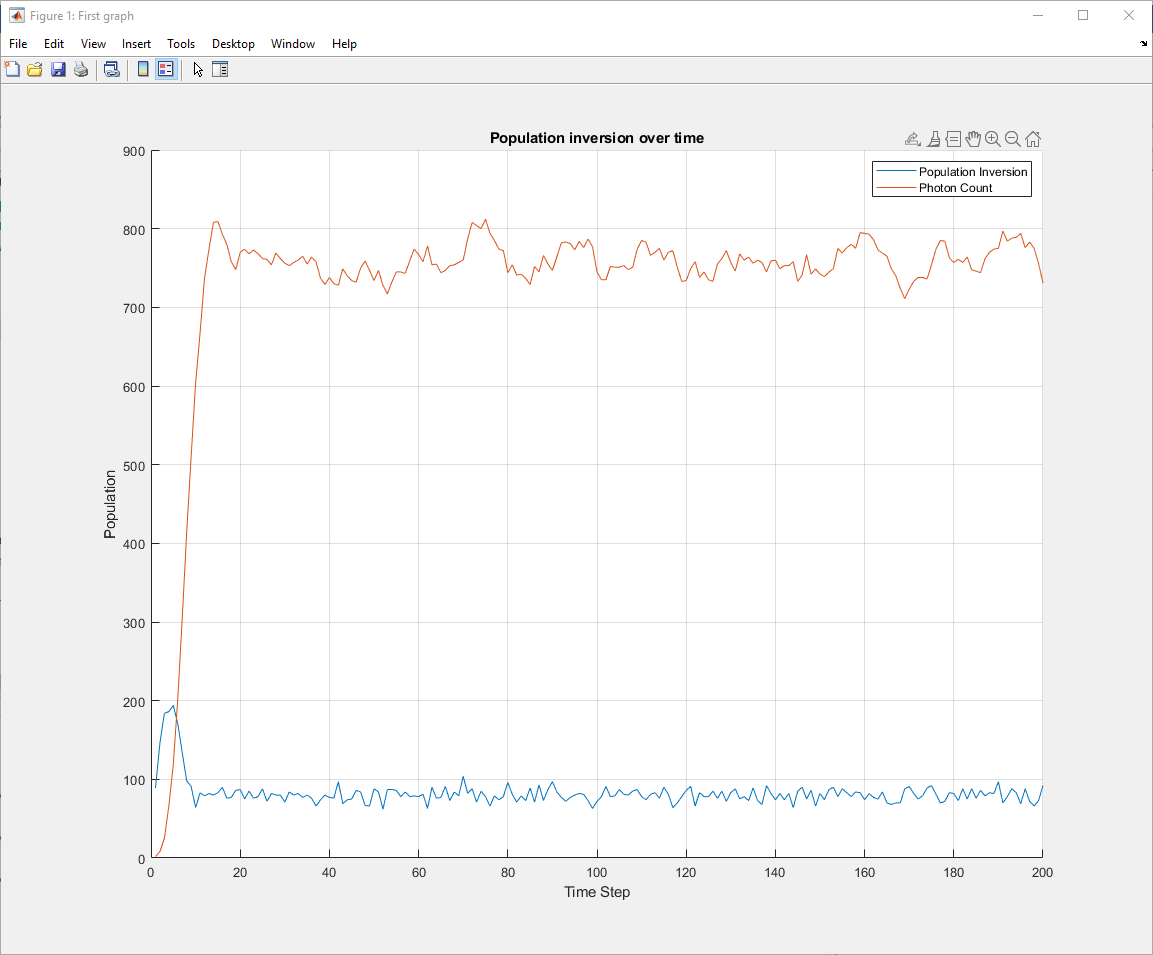 Figure 1: First graph
File Edit View Insert Tools Desktop Window Help
Population inversion over time
Population Inversion
Photon Count
900
800
700
600
500
400
300
200
100
0
Population
0 20 40 60 80 100 120 140 160 180 200
Time Step